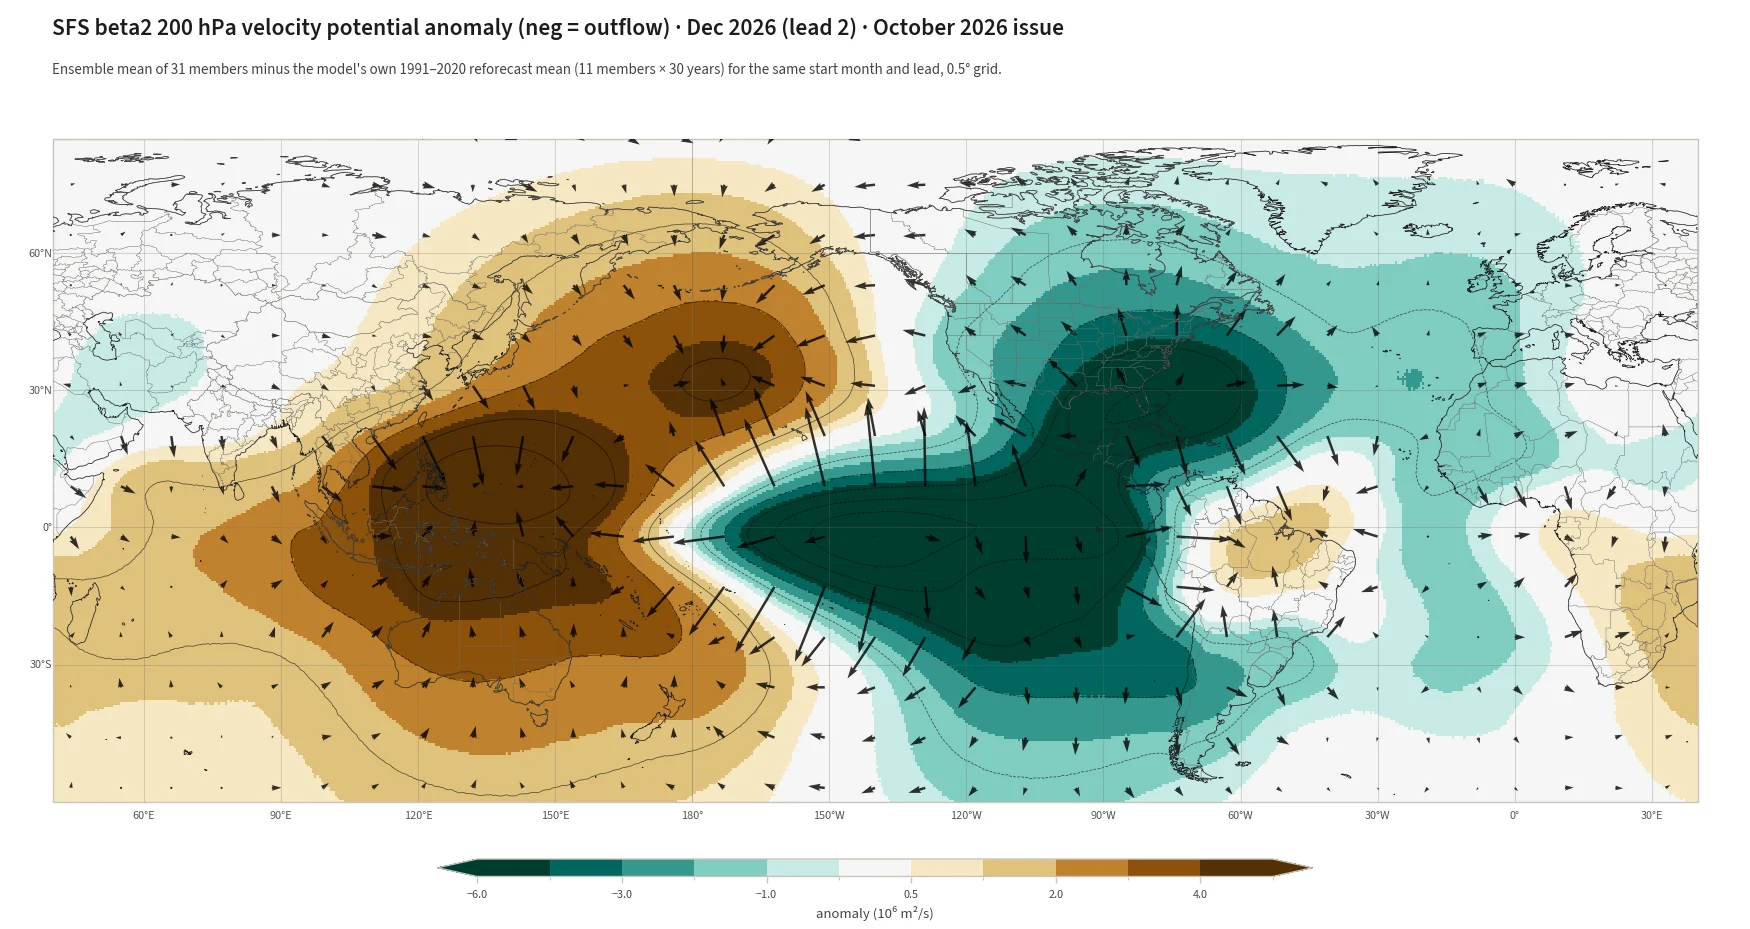 SFS beta2 200 hPa velocity potential anomaly (neg = outflow) · Dec 2026 (lead 2) · October 2026 issue
Ensemble mean of 31 members minus the model's own 1991–2020 reforecast mean (11 members × 30 years) for the same start month and lead, 0.5° grid.
60°N
30°N
0°
30°S
60°E 90°E 120°E 150°E 180° 150°W 120°W 90°W 60°W 30°W 0° 30°E
−6.0 −3.0 −1.0 0.5 2.0 4.0
anomaly (10⁶ m²/s)